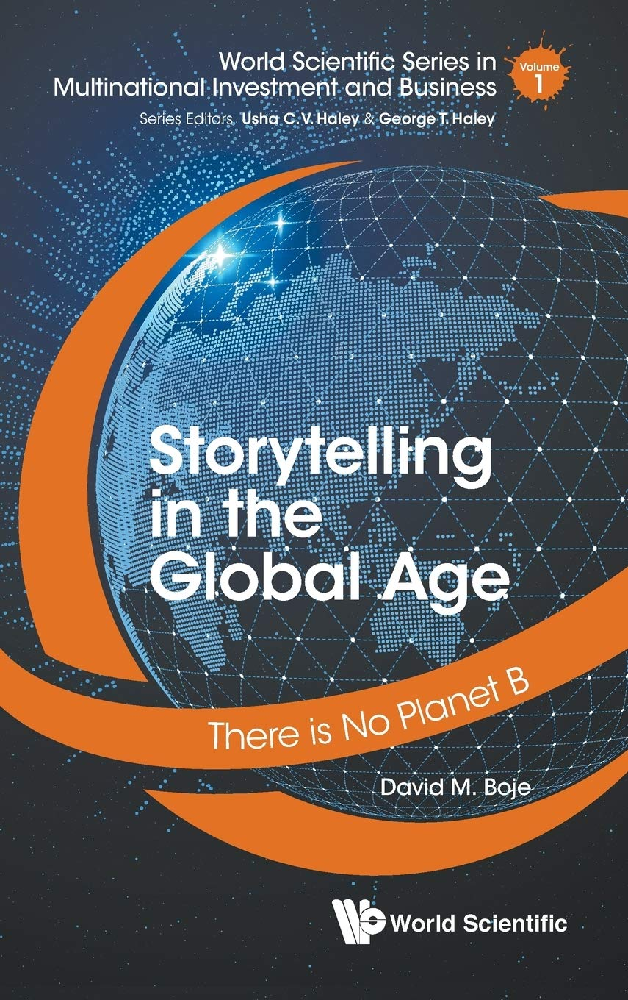 World Scientific Series in
Multinational Investment and Business
Volume
1
Series Editors Usha C. V. Haley & George T. Haley
Storytelling
in the
Global Age
There is No Planet B
David M. Boje
World Scientific